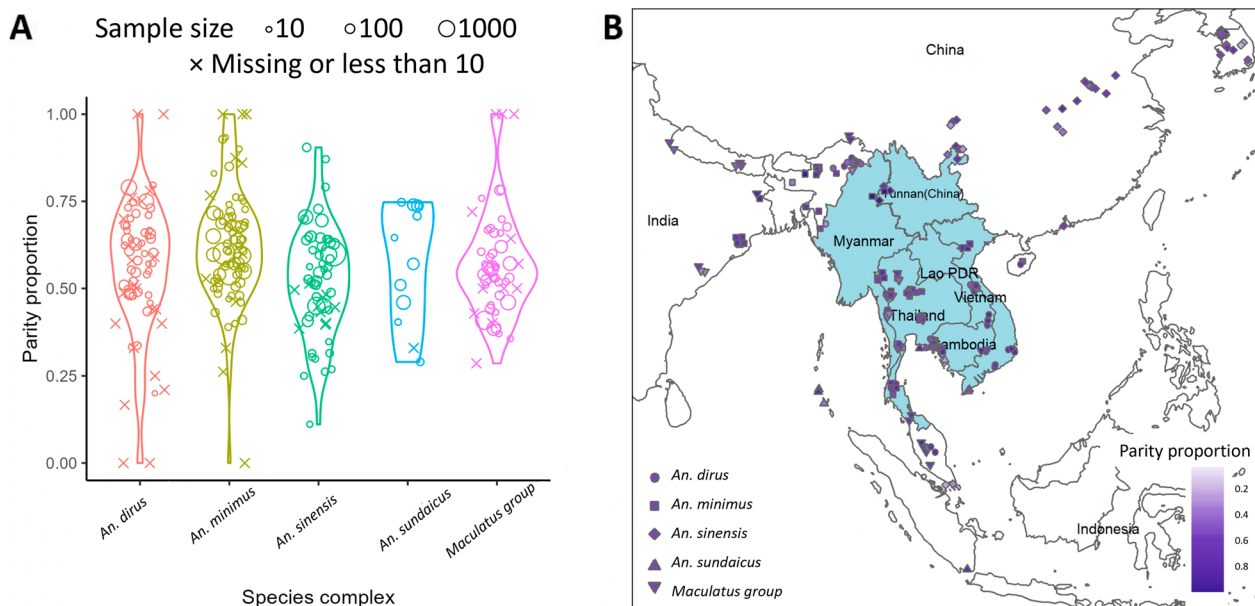 A
Sample size 10 100 1000
× Missing or less than 10
Parity proportion
1.00
0.75
0.50
0.25
0.00
An. dirus
An. minimus
An. sinensis
An. sundaicus
Maculatus group
Species complex
B
China
India
Yunnan(China)
Myanmar
Lao PDR
Vietnam
Thailand
Cambodia
Indonesia
An. dirus
An. minimus
An. sinensis
An. sundaicus
Maculatus group
Parity proportion
0.2
0.4
0.6
0.8